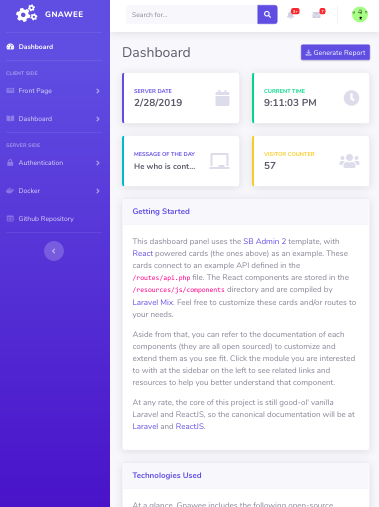 GNAWEE
Search for...
Dashboard
CLIENT SIDE
Front Page
Dashboard
SERVER SIDE
Authentication
Docker
Github Repository
Dashboard
Generate Report
SERVER DATE
2/28/2019
CURRENT TIME
9:11:03 PM
MESSAGE OF THE DAY
He who is cont...
VISITOR COUNTER
57
Getting Started
This dashboard panel uses the SB Admin 2 template, with
React powered cards (the ones above) as an example. These
cards connect to an example API defined in the
/routes/api.php file. The React components are stored in the
/resources/js/components directory and are compiled by
Laravel Mix. Feel free to customize these cards and/or routes to
your needs.
Aside from that, you can refer to the documentation of each
components (they are all open sourced) to customize and
extend them as you see fit. Click the module you are interested
to with at the sidebar on the left to see related links and
resources to help you better understand that component.
At any rate, the core of this project is still good-ol' vanilla
Laravel and ReactJS, so the canonical documentation will be at
Laravel and ReactJS.
Technologies Used
At a glance, Gnawee includes the following open-source